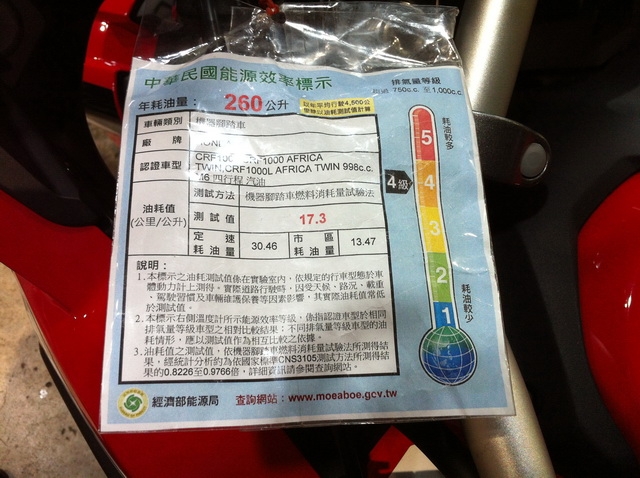 中華民國能源效率標示
排氣量等級
超過 750c.c. 至 1,000c.c.
年耗油量： 260 公升
以年平均行駛4,500公
里總以油耗測試值計算
車輛類別 機器腳踏車
廠 牌
認證車型
CRF1000 AFRICA
TWIN,CRF1000L AFRICA TWIN 998c.c.
M6 四行程 汽油
油耗值
(公里/公升)
測試方法 機器腳踏車燃料消耗量試驗法
測試值 17.3
定速油耗量 30.46 市區油耗量 13.47
說明：
1.本標示之油耗測試值係在實驗室內，依規定的行車型態於車
體動力計上測得，實際道路行駛時，因受天候、路況、載重
、駕駛習慣及車輛維護保養等因素影響，其實際油耗值常低
於測試值。
2.本標示右側溫度計所示能源效率等級，係指認證車型於相同
排氣量等級車型之相對比較結果；不同排氣量等級車型之油
耗情形，應以測試值作為相互比較之依據。
3.油耗值之測試值，依機器腳踏車燃料消耗量試驗法所測得結
果，經統計分析約為依國家標準CNS3105測試方法所測得結
果的0.8226至0.9766倍，詳細資訊請參閱查詢網站。
經濟部能源局 查詢網站：www.moeaboe.gov.tw
耗油較多
5
4級
4
3
2
1
耗油較少